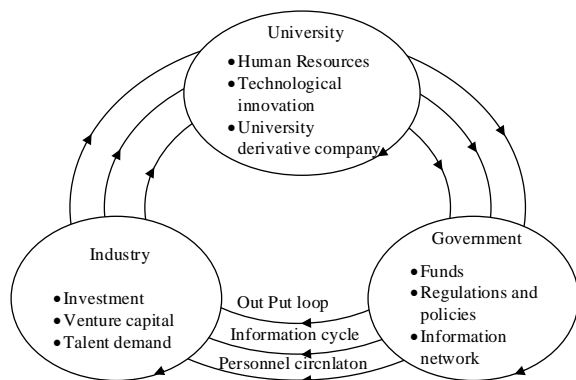 University
•Human Resources
•Technological
innovation
•University
derivative company
Industry
•Investment
•Venture capital
•Talent demand
Government
•Funds
•Regulations and
policies
•Information
network
Out Put loop
Information cycle
Personnel circnlaton